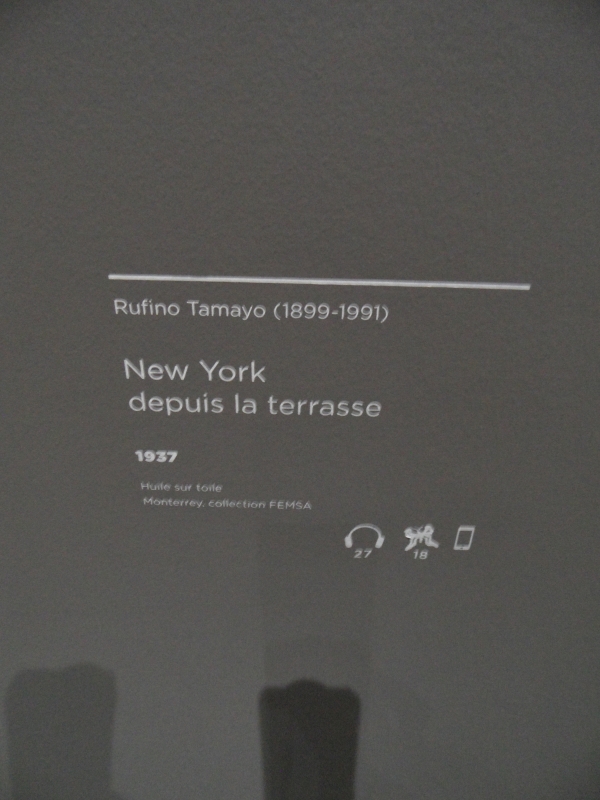 Rufino Tamayo (1899-1991)
New York
depuis la terrasse
1937
Huile sur toile
Monterrey, collection FEMSA
27 18